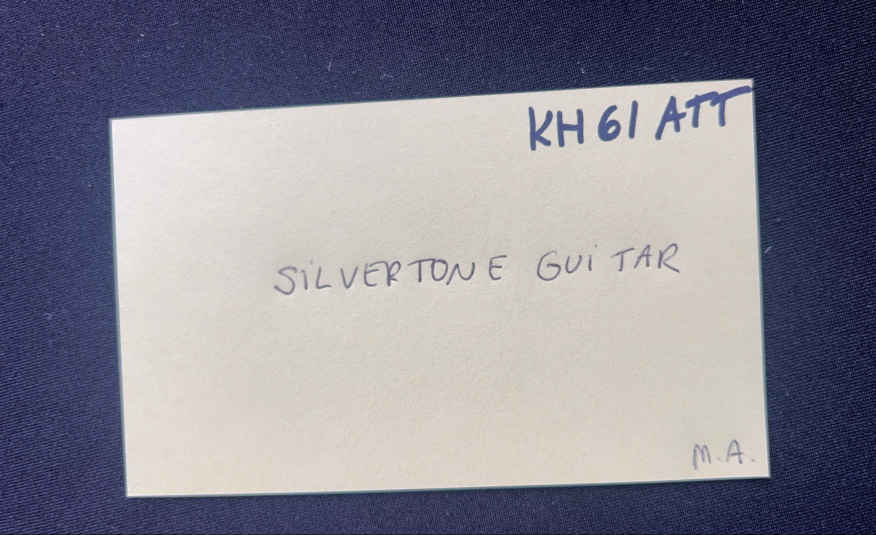 KH61 ATT
SiLVERTONE GUiTAR
M.A.